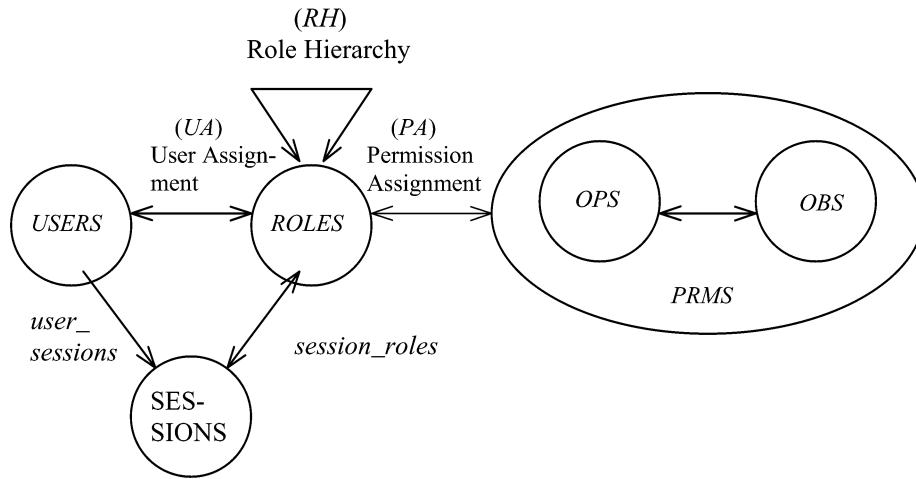 (RH)
Role Hierarchy
(UA)
User Assign-
ment
(PA)
Permission
Assignment
USERS
ROLES
OPS
OBS
PRMS
user_
sessions
session_roles
SES-
SIONS